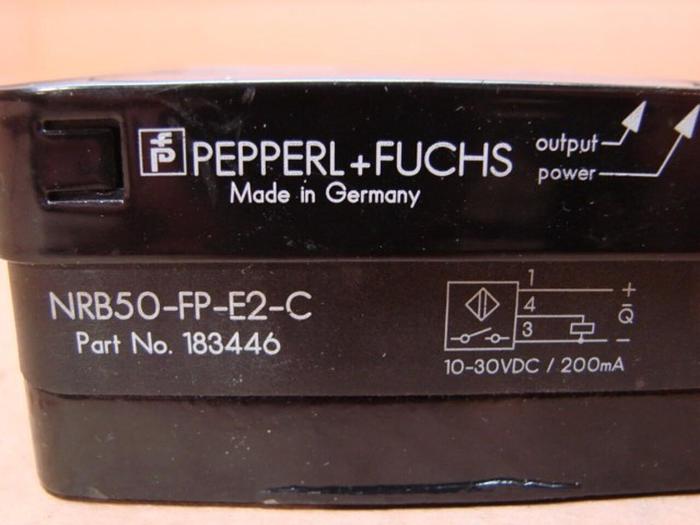 fp PEPPERL+FUCHS
Made in Germany
output
power
NRB50-FP-E2-C
Part No. 183446
1 +
4 Q̅
3 −
10-30VDC / 200mA